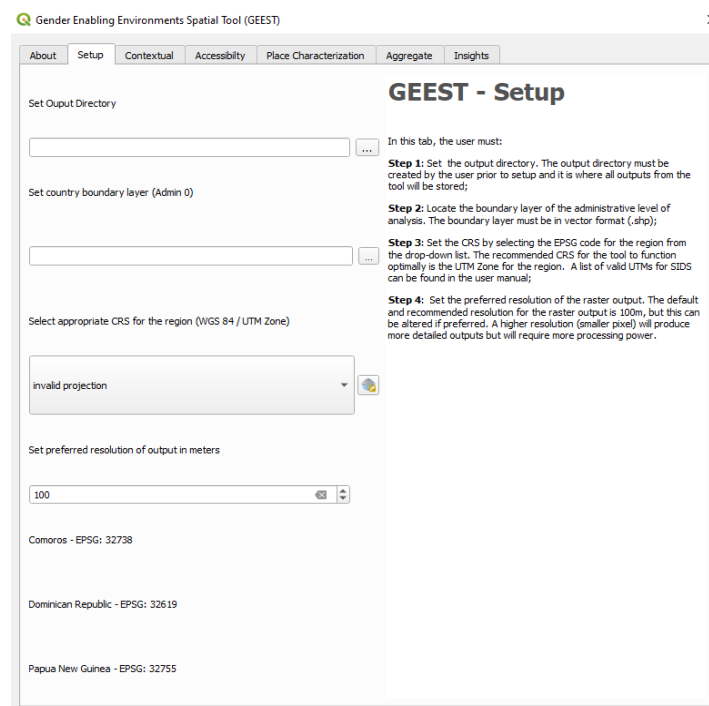 Gender Enabling Environments Spatial Tool (GEEST)
About Setup Contextual Accessibilty Place Characterization Aggregate Insights
Set Ouput Directory
...
Set country boundary layer (Admin 0)
...
Select appropriate CRS for the region (WGS 84 / UTM Zone)
invalid projection
Set preferred resolution of output in meters
100
Comoros - EPSG: 32738
Dominican Republic - EPSG: 32619
Papua New Guinea - EPSG: 32755
GEEST - Setup
In this tab, the user must:
Step 1: Set the output directory. The output directory must be
created by the user prior to setup and it is where all outputs from the
tool will be stored;
Step 2: Locate the boundary layer of the administrative level of
analysis. The boundary layer must be in vector format (.shp);
Step 3: Set the CRS by selecting the EPSG code for the region from
the drop-down list. The recommended CRS for the tool to function
optimally is the UTM Zone for the region. A list of valid UTMs for SIDS
can be found in the user manual;
Step 4: Set the preferred resolution of the raster output. The default
and recommended resolution for the raster output is 100m, but this can
be altered if preferred. A higher resolution (smaller pixel) will produce
more detailed outputs but will require more processing power.